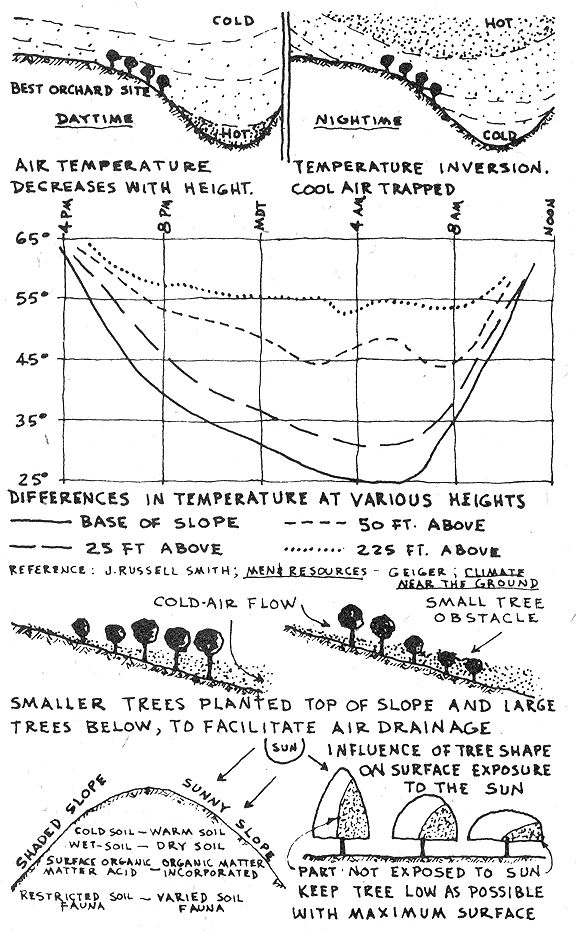 COLD
BEST ORCHARD SITE
DAYTIME
HOT
HOT
NIGHTIME
COLD
AIR TEMPERATURE
DECREASES WITH HEIGHT.
TEMPERATURE INVERSION.
COOL AIR TRAPPED
4 PM
8 PM
MDT
4 AM
8 AM
NOON
65°
55°
45°
35°
25°
DIFFERENCES IN TEMPERATURE AT VARIOUS HEIGHTS
BASE OF SLOPE
50 FT. ABOVE
25 FT ABOVE
225 FT. ABOVE
REFERENCE: J. RUSSELL SMITH; MEN & RESOURCES - GEIGER; CLIMATE
NEAR THE GROUND
COLD-AIR FLOW
SMALL TREE
OBSTACLE
SMALLER TREES PLANTED TOP OF SLOPE AND LARGE
TREES BELOW, TO FACILITATE AIR DRAINAGE
SUN
INFLUENCE OF TREE SHAPE
ON SURFACE EXPOSURE
TO THE SUN
SHADED SLOPE
SUNNY SLOPE
COLD SOIL - WARM SOIL
WET-SOIL - DRY SOIL
SURFACE ORGANIC - ORGANIC MATTER
MATTER ACID INCORPORATED
RESTRICTED SOIL - VARIED SOIL
FAUNA FAUNA
PART NOT EXPOSED TO SUN
KEEP TREE LOW AS POSSIBLE
WITH MAXIMUM SURFACE